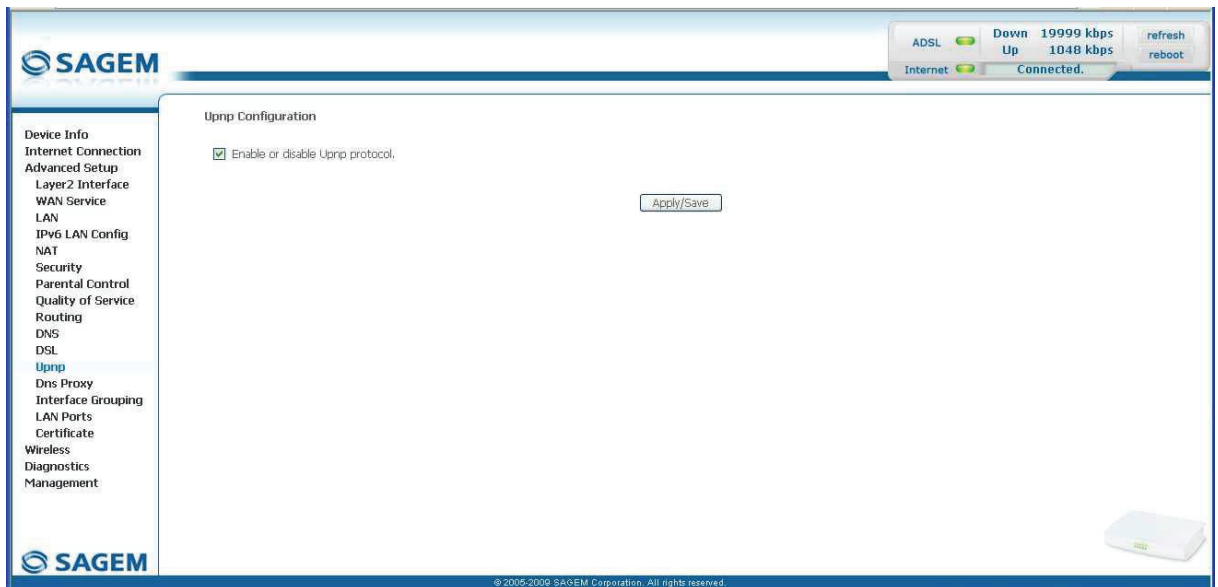 SAGEM
ADSL
Down 19999 kbps
Up 1048 kbps
refresh
reboot
Internet
Connected.
Device Info
Internet Connection
Advanced Setup
Layer2 Interface
WAN Service
LAN
IPv6 LAN Config
NAT
Security
Parental Control
Quality of Service
Routing
DNS
DSL
Upnp
Dns Proxy
Interface Grouping
LAN Ports
Certificate
Wireless
Diagnostics
Management
Upnp Configuration
Enable or disable Upnp protocol.
Apply/Save
SAGEM
© 2005-2009 SAGEM Corporation. All rights reserved.